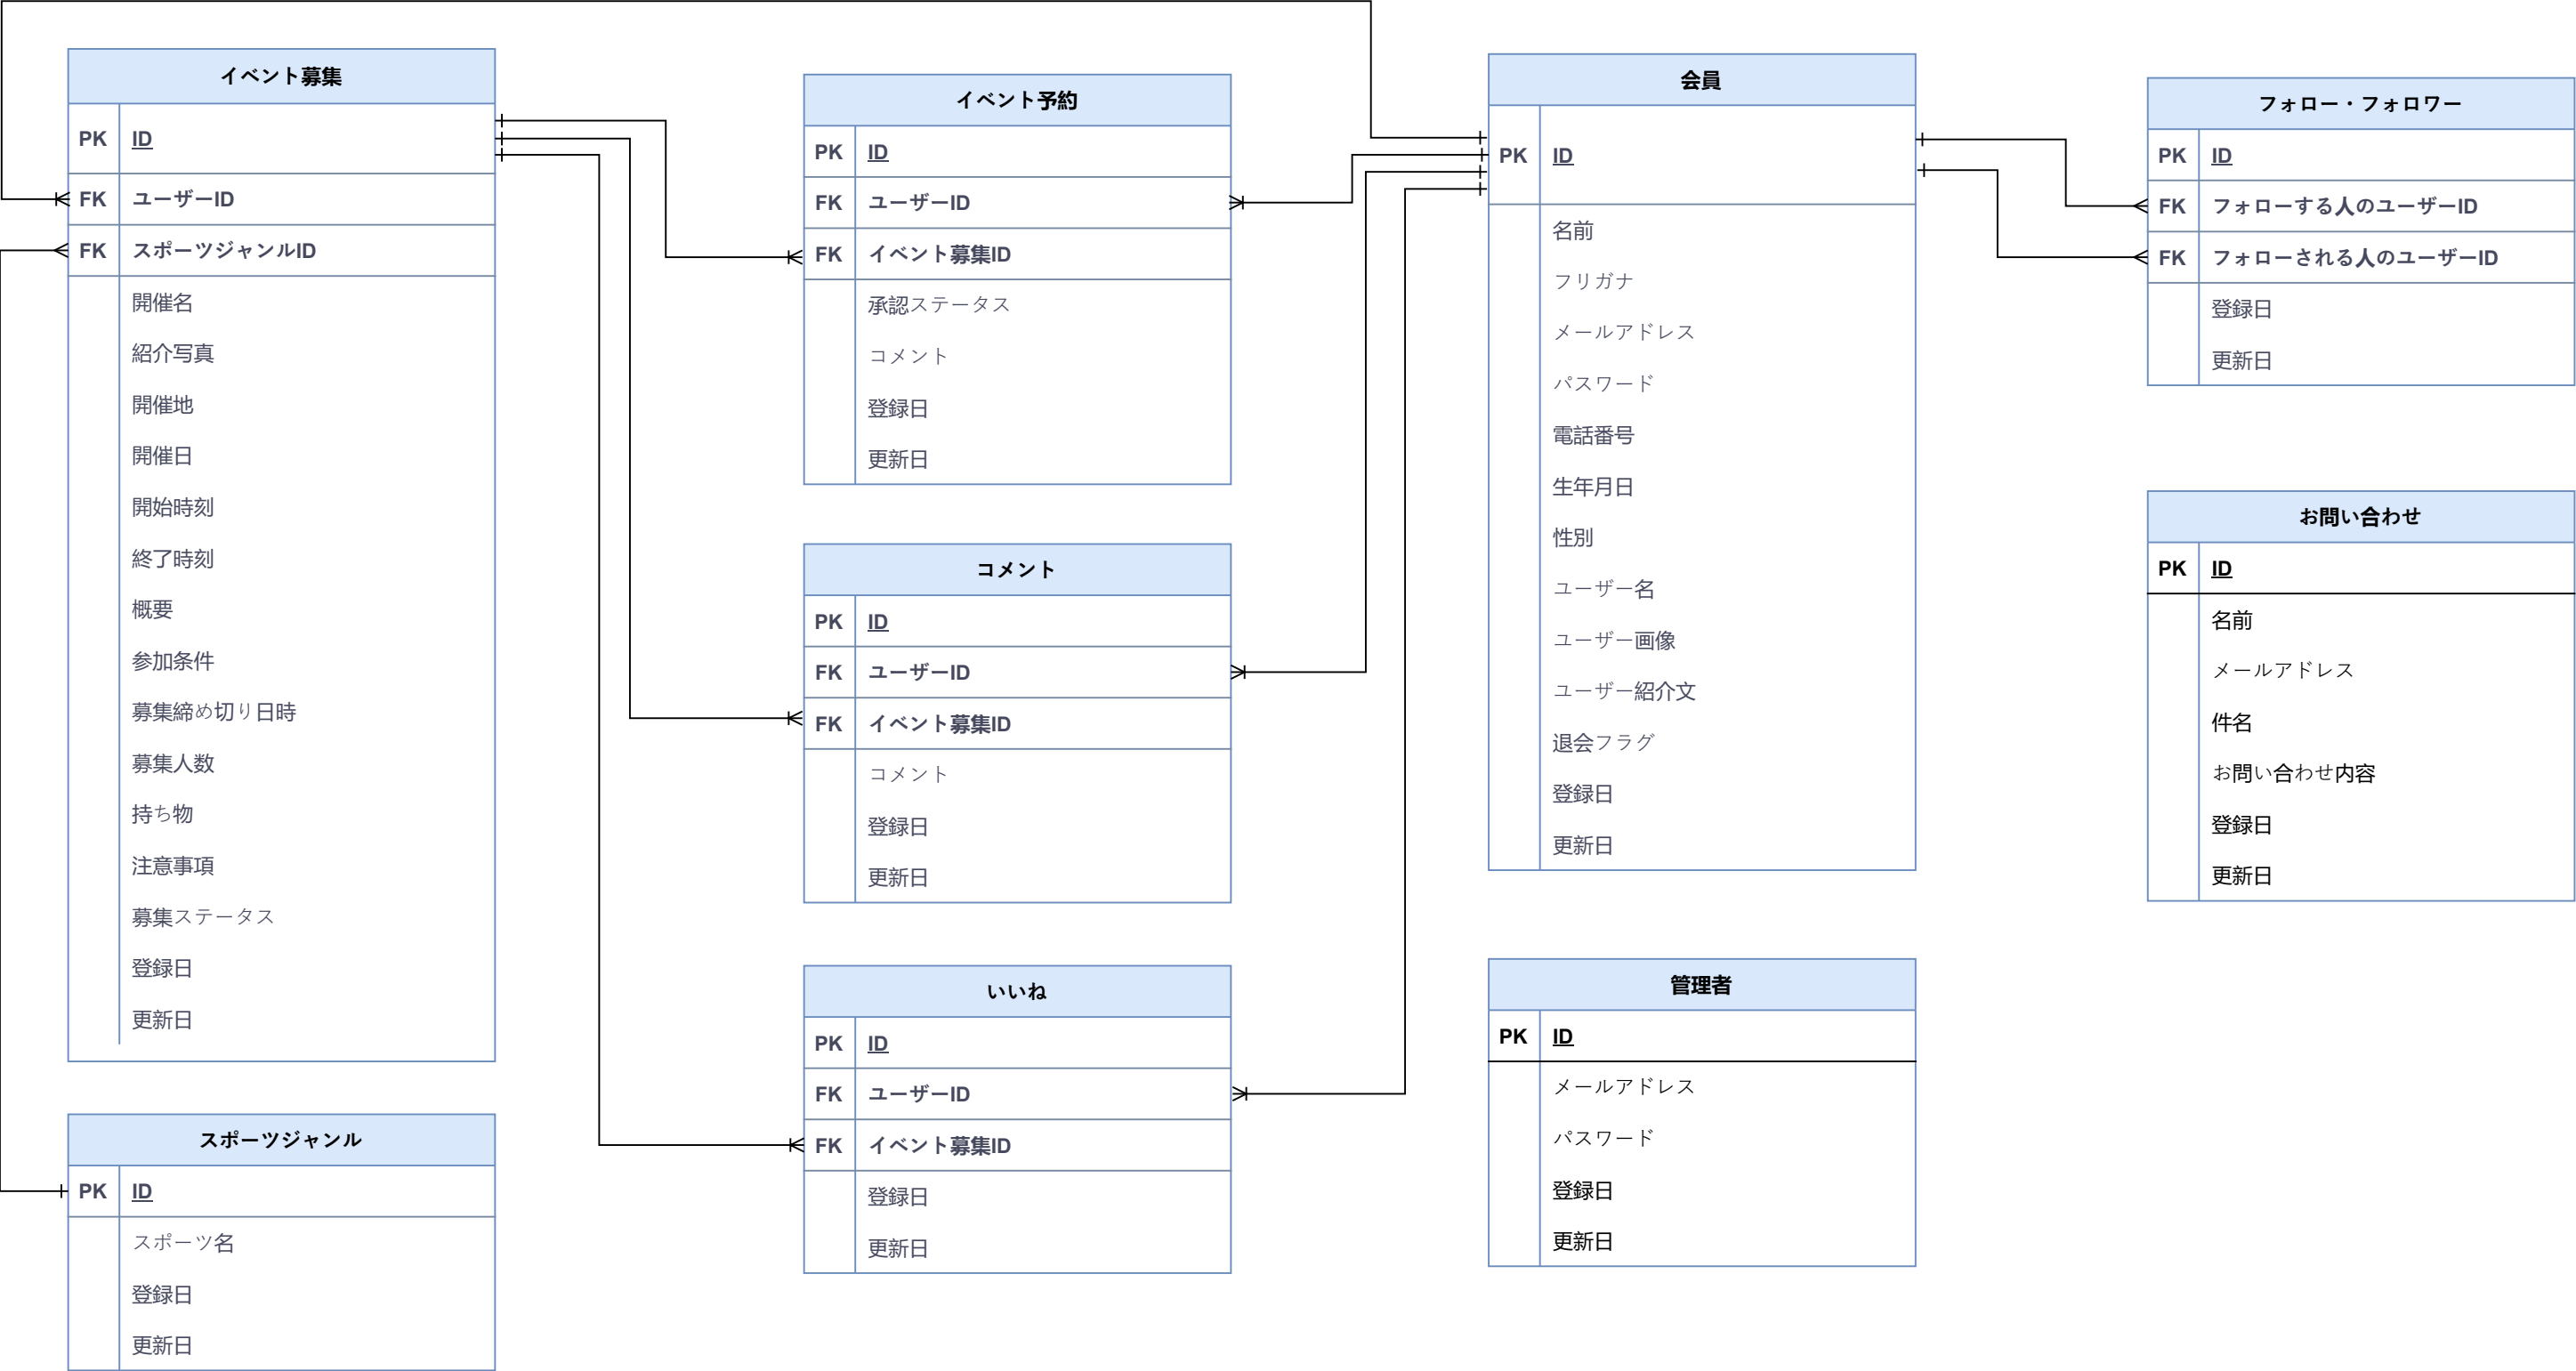 イベント募集
PK ID
FK ユーザーID
FK スポーツジャンルID
開催名
紹介写真
開催地
開催日
開始時刻
終了時刻
概要
参加条件
募集締め切り日時
募集人数
持ち物
注意事項
募集ステータス
登録日
更新日
スポーツジャンル
PK ID
スポーツ名
登録日
更新日
イベント予約
PK ID
FK ユーザーID
FK イベント募集ID
承認ステータス
コメント
登録日
更新日
コメント
PK ID
FK ユーザーID
FK イベント募集ID
コメント
登録日
更新日
いいね
PK ID
FK ユーザーID
FK イベント募集ID
登録日
更新日
会員
PK ID
名前
フリガナ
メールアドレス
パスワード
電話番号
生年月日
性別
ユーザー名
ユーザー画像
ユーザー紹介文
退会フラグ
登録日
更新日
管理者
PK ID
メールアドレス
パスワード
登録日
更新日
フォロー・フォロワー
PK ID
FK フォローする人のユーザーID
FK フォローされる人のユーザーID
登録日
更新日
お問い合わせ
PK ID
名前
メールアドレス
件名
お問い合わせ内容
登録日
更新日